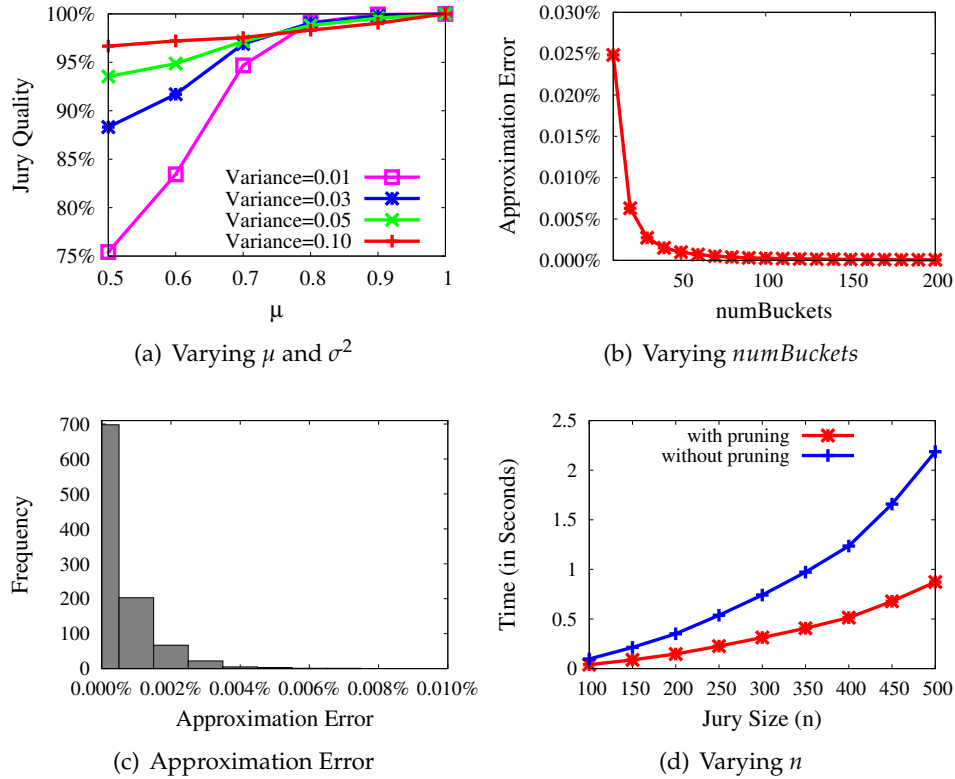 100%
95%
90%
85%
80%
75%
Jury Quality
Variance=0.01
Variance=0.03
Variance=0.05
Variance=0.10
0.5 0.6 0.7 0.8 0.9 1
μ
(a) Varying μ and σ²
0.030%
0.025%
0.020%
0.015%
0.010%
0.005%
0.000%
Approximation Error
50 100 150 200
numBuckets
(b) Varying numBuckets
700
600
500
400
300
200
100
0
Frequency
0.000% 0.002% 0.004% 0.006% 0.008% 0.010%
Approximation Error
(c) Approximation Error
2.5
2
1.5
1
0.5
0
Time (in Seconds)
with pruning
without pruning
100 150 200 250 300 350 400 450 500
Jury Size (n)
(d) Varying n